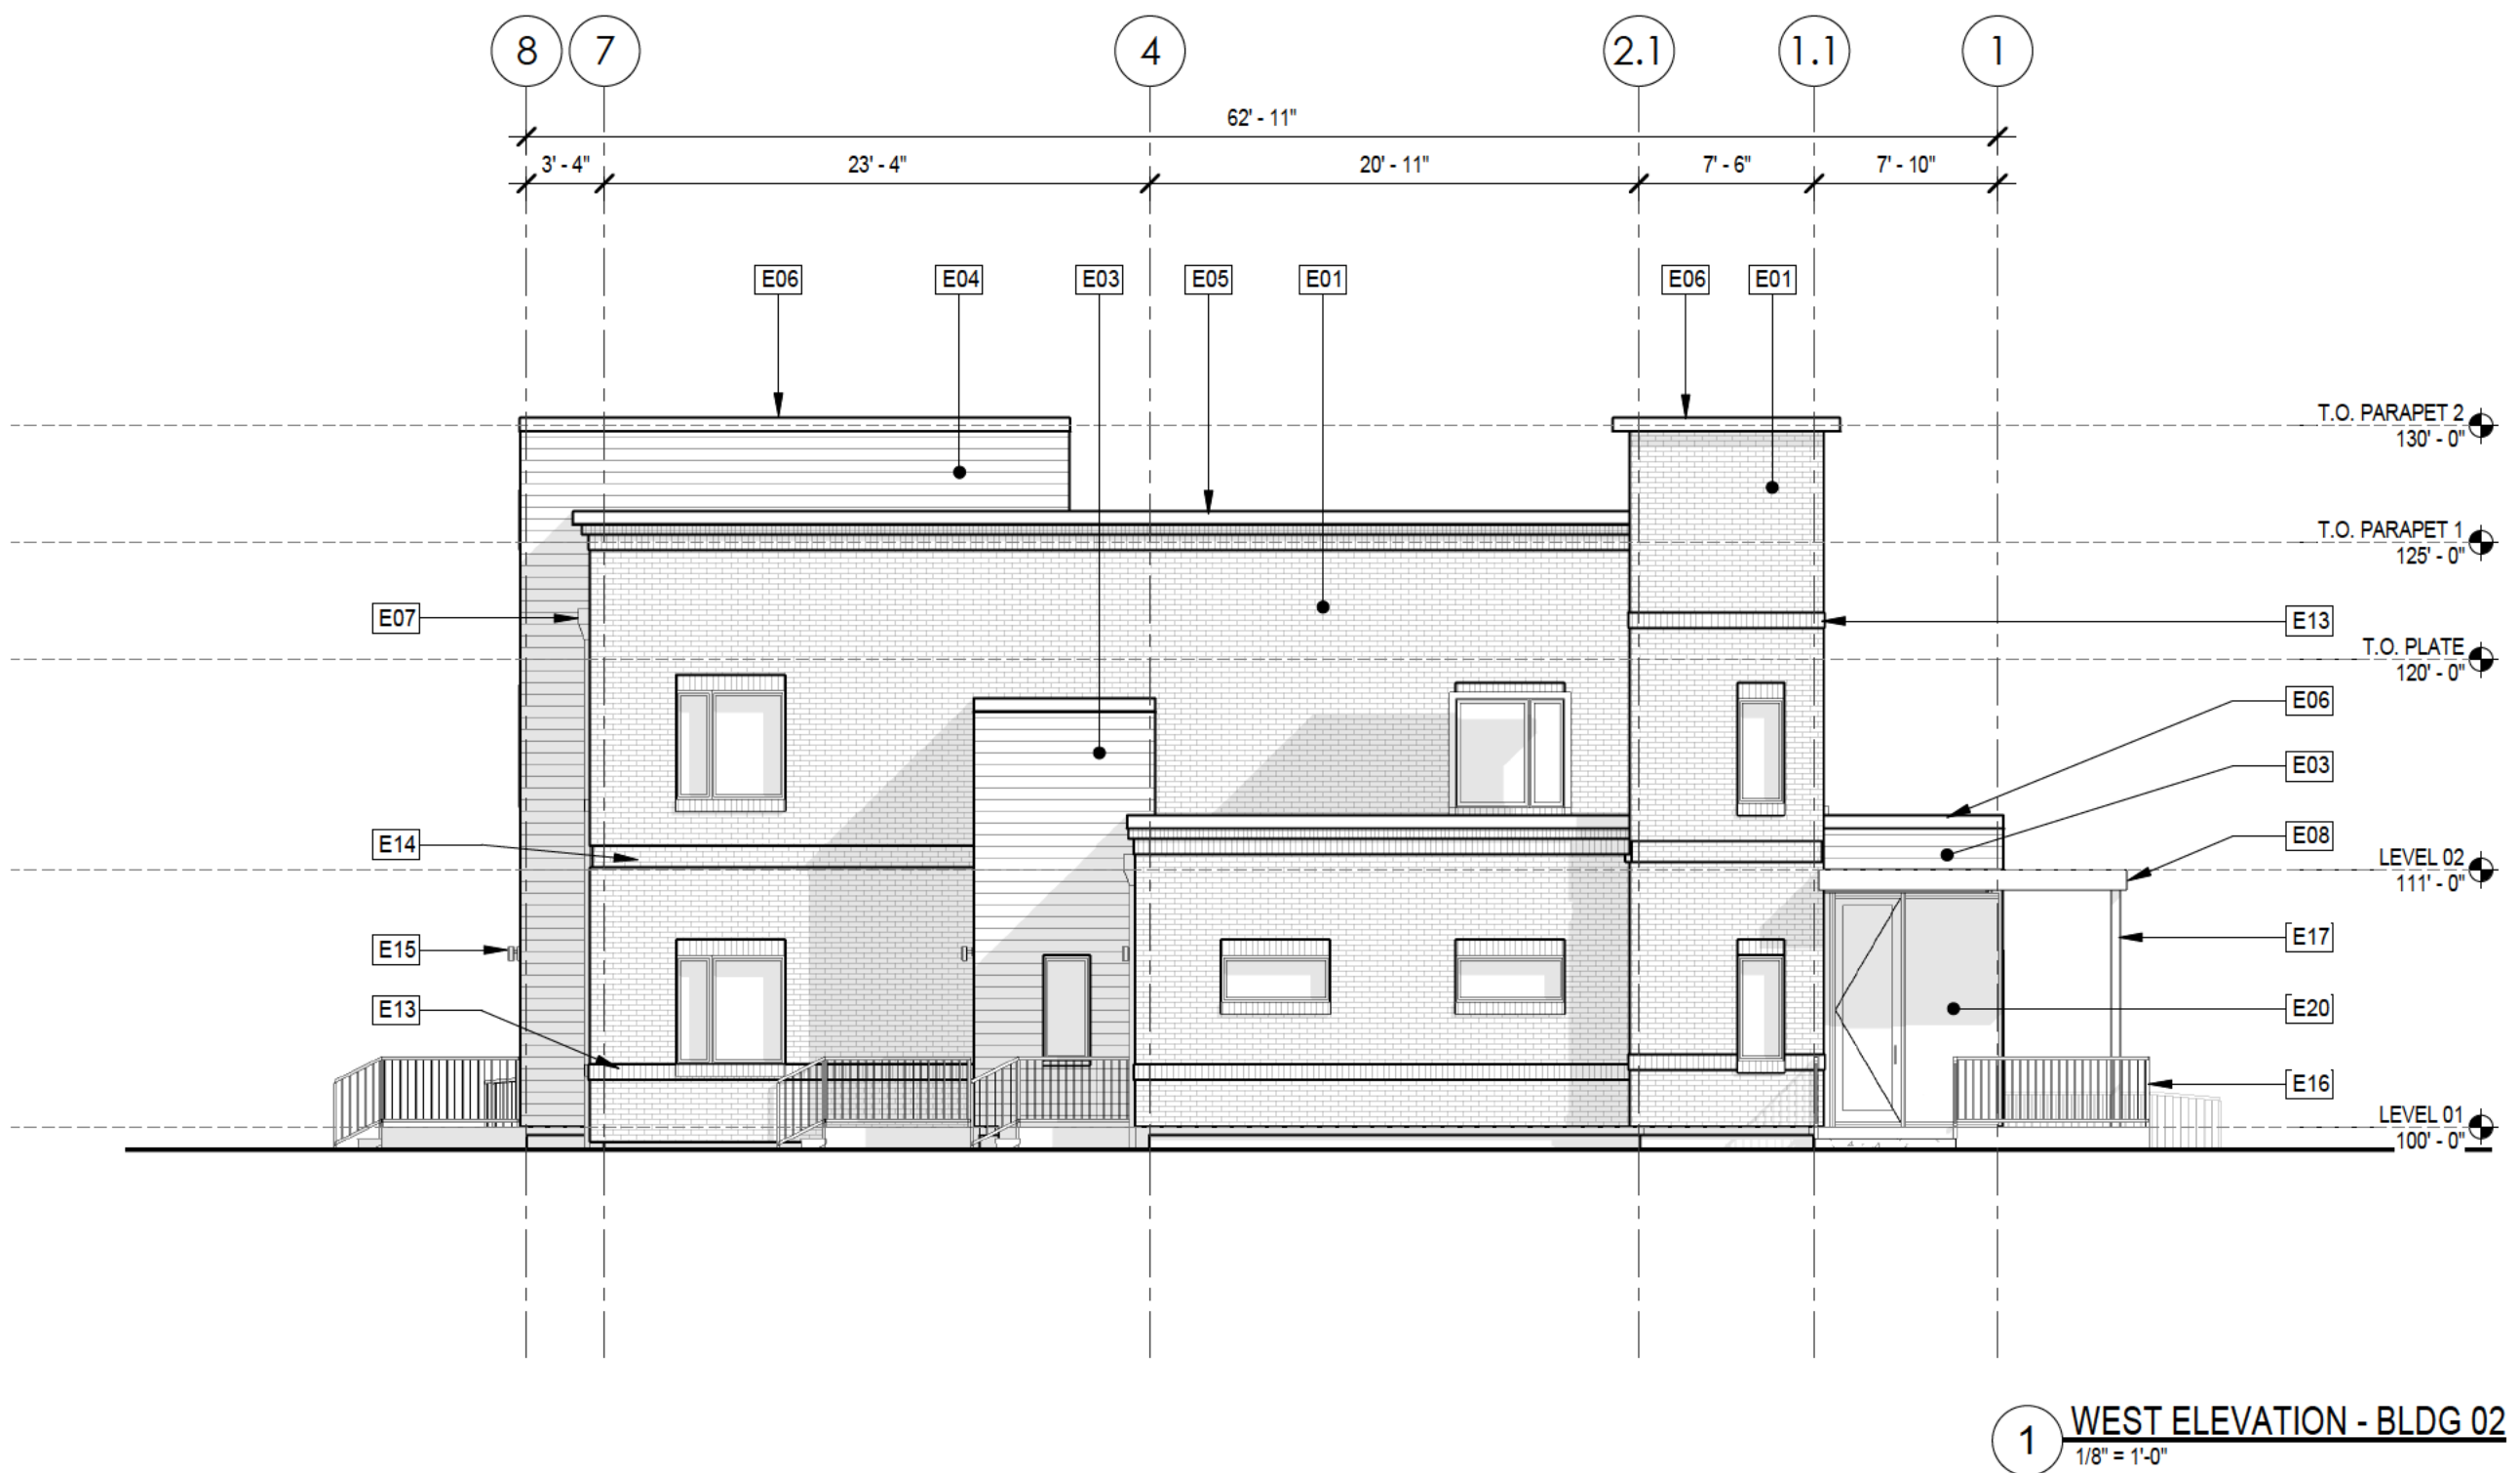 8 7 4 2.1 1.1 1
62' - 11"
3' - 4" 23' - 4" 20' - 11" 7' - 6" 7' - 10"
E06 E04 E03 E05 E01 E06 E01
T.O. PARAPET 2
130' - 0"
T.O. PARAPET 1
125' - 0"
E07 E13
T.O. PLATE
120' - 0"
E06
E03
E14 E08
LEVEL 02
111' - 0"
E15 E17
E13 E20
E16
LEVEL 01
100' - 0"
1 WEST ELEVATION - BLDG 02
1/8" = 1'-0"